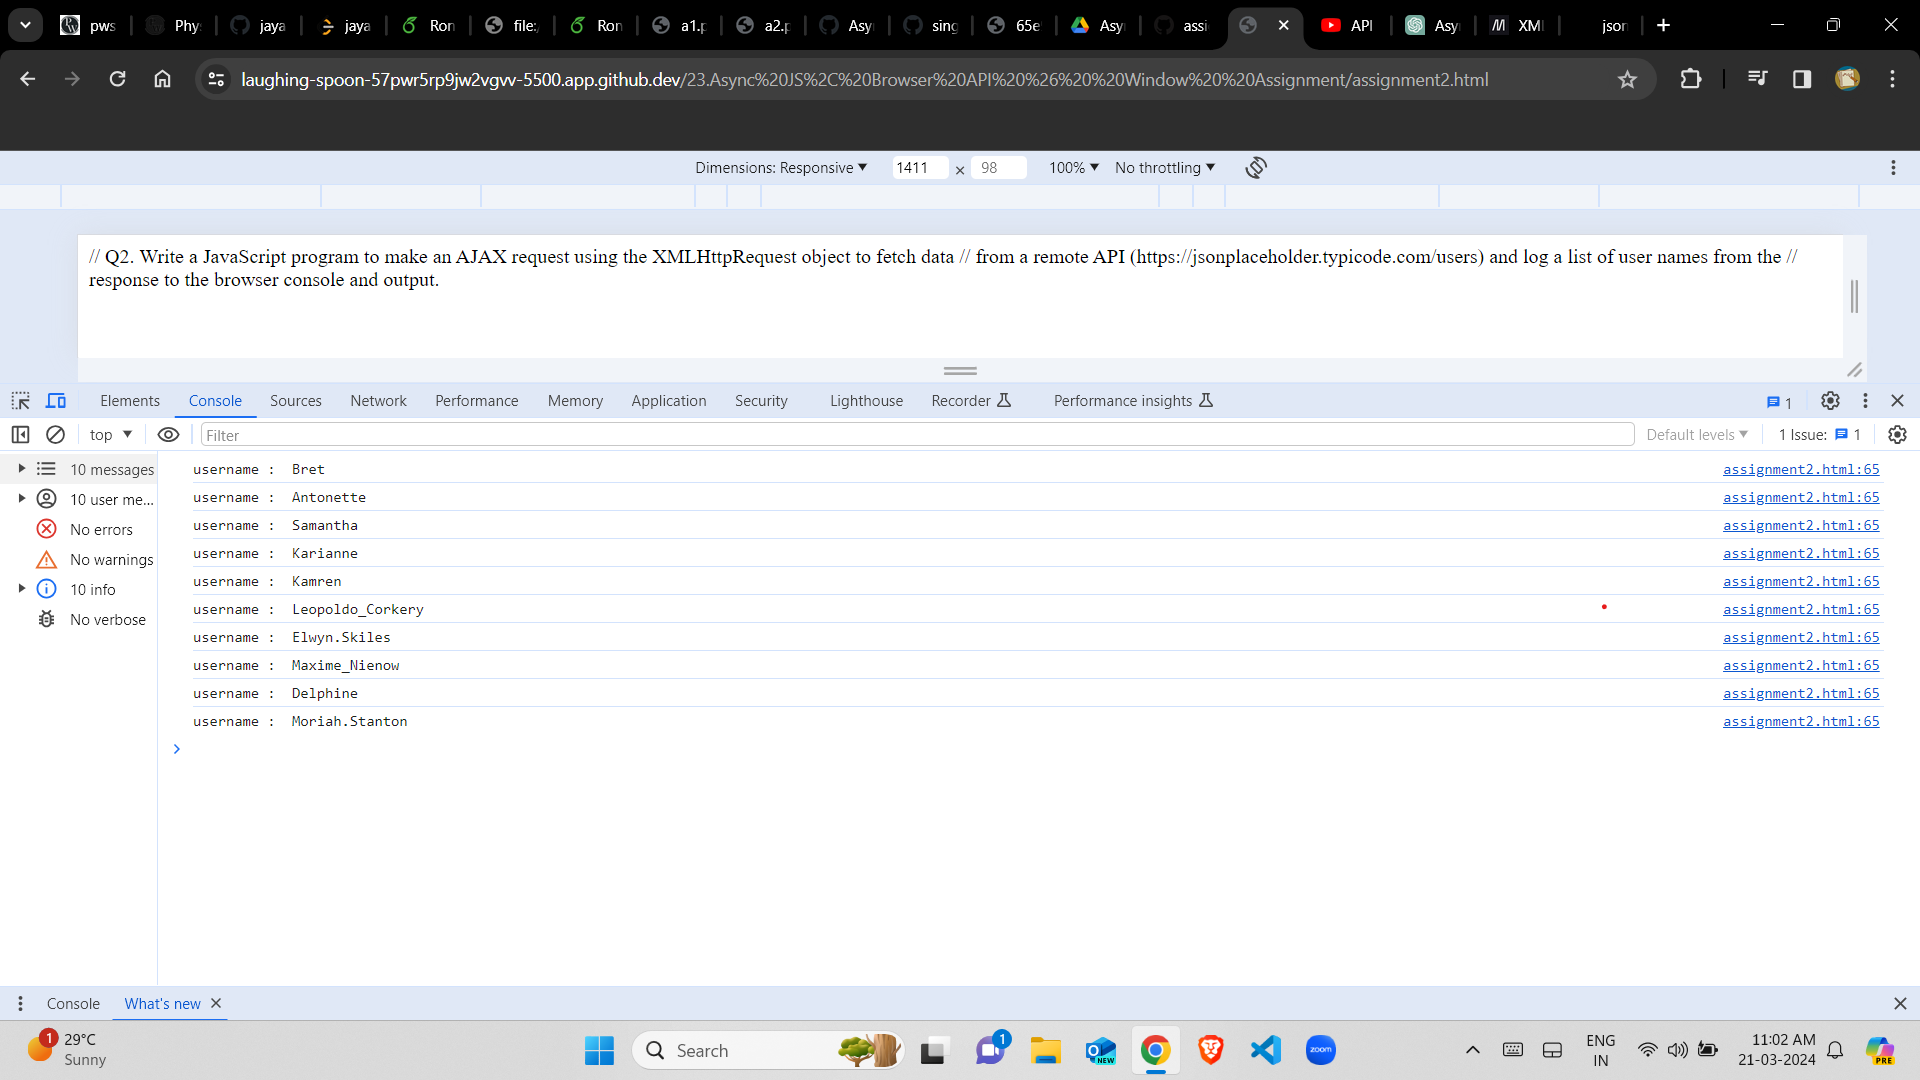 pws
Phy
jaya
jaya
Ron
file:
Ron
a1.p
a2.p
Asy
sing
65e
Asy
assi
API
Asy
XM
json
laughing-spoon-57pwr5rp9jw2vgvv-5500.app.github.dev/23.Async%20JS%2C%20Browser%20API%20%26%20%20Window%20%20Assignment/assignment2.html
Dimensions: Responsive 1411 × 98 100% No throttling
// Q2. Write a JavaScript program to make an AJAX request using the XMLHttpRequest object to fetch data // from a remote API (https://jsonplaceholder.typicode.com/users) and log a list of user names from the //
response to the browser console and output.
Elements Console Sources Network Performance Memory Application Security Lighthouse Recorder Performance insights 1
top Filter Default levels 1 Issue: 1
10 messages
10 user me...
No errors
No warnings
10 info
No verbose
username : Bret assignment2.html:65
username : Antonette assignment2.html:65
username : Samantha assignment2.html:65
username : Karianne assignment2.html:65
username : Kamren assignment2.html:65
username : Leopoldo_Corkery assignment2.html:65
username : Elwyn.Skiles assignment2.html:65
username : Maxime_Nienow assignment2.html:65
username : Delphine assignment2.html:65
username : Moriah.Stanton assignment2.html:65
Console What's new
1
29°C
Sunny
Search
1
NEW
zoom
ENG
IN
11:02 AM
21-03-2024
PRE